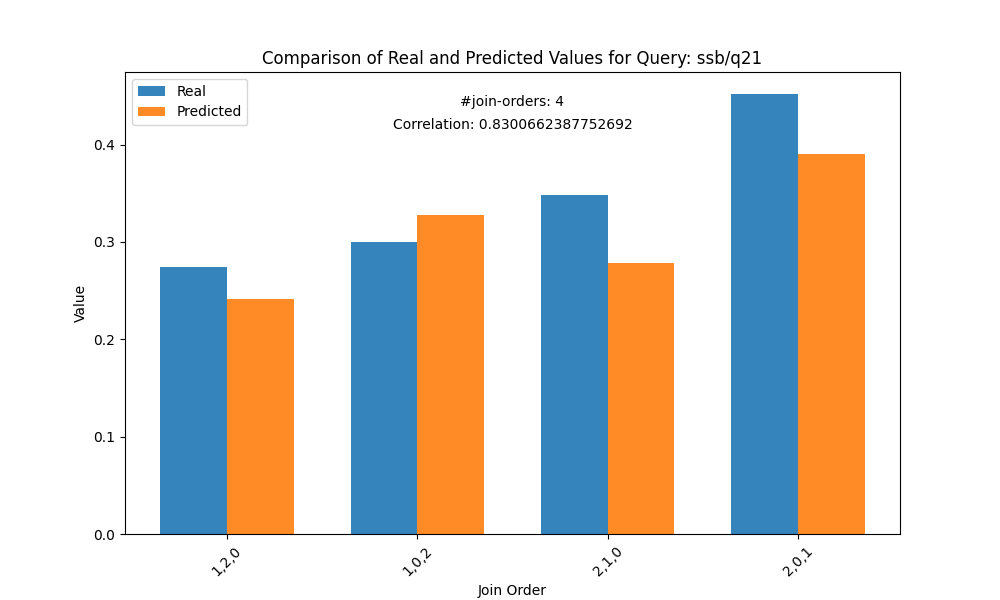 Comparison of Real and Predicted Values for Query: ssb/q21
Real
Predicted
#join-orders: 4
Correlation: 0.8300662387752692
Value
0.4
0.3
0.2
0.1
0.0
1,2,0
1,0,2
2,1,0
2,0,1
Join Order